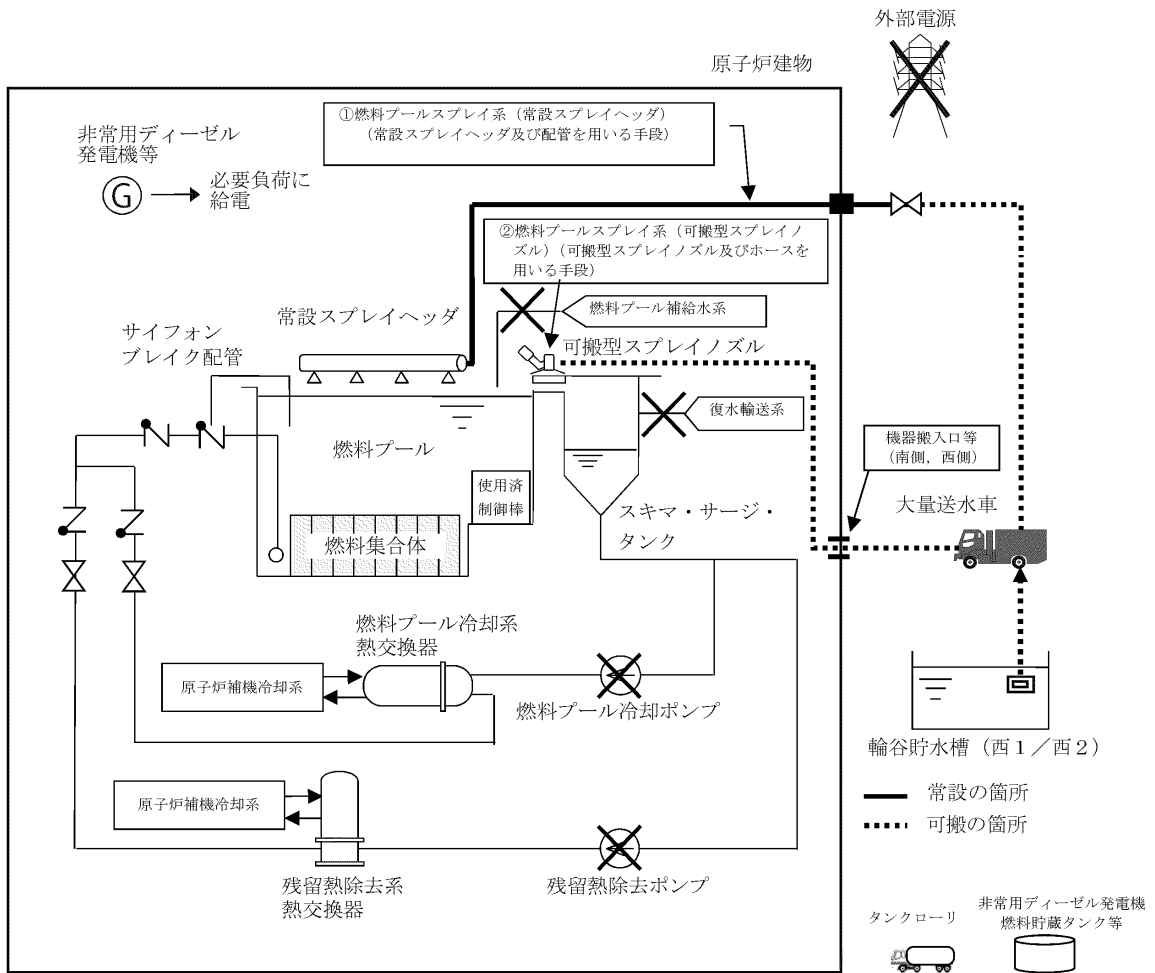 外部電源
原子炉建物
①燃料プールスプレイ系（常設スプレイヘッダ）
（常設スプレイヘッダ及び配管を用いる手段）
非常用ディーゼル
発電機等
G
必要負荷に
給電
②燃料プールスプレイ系（可搬型スプレイノ
ズル）（可搬型スプレイノズル及びホースを
用いる手段）
燃料プール補給水系
常設スプレイヘッダ
サイフォン
ブレイク配管
可搬型スプレイノズル
復水輸送系
機器搬入口等
（南側，西側）
燃料プール
使用済
制御棒
大量送水車
スキマ・サージ・
タンク
燃料集合体
燃料プール冷却系
熱交換器
原子炉補機冷却系
燃料プール冷却ポンプ
輪谷貯水槽（西１／西２）
原子炉補機冷却系
常設の箇所
可搬の箇所
残留熱除去系
熱交換器
残留熱除去ポンプ
タンクローリ
非常用ディーゼル発電機
燃料貯蔵タンク等